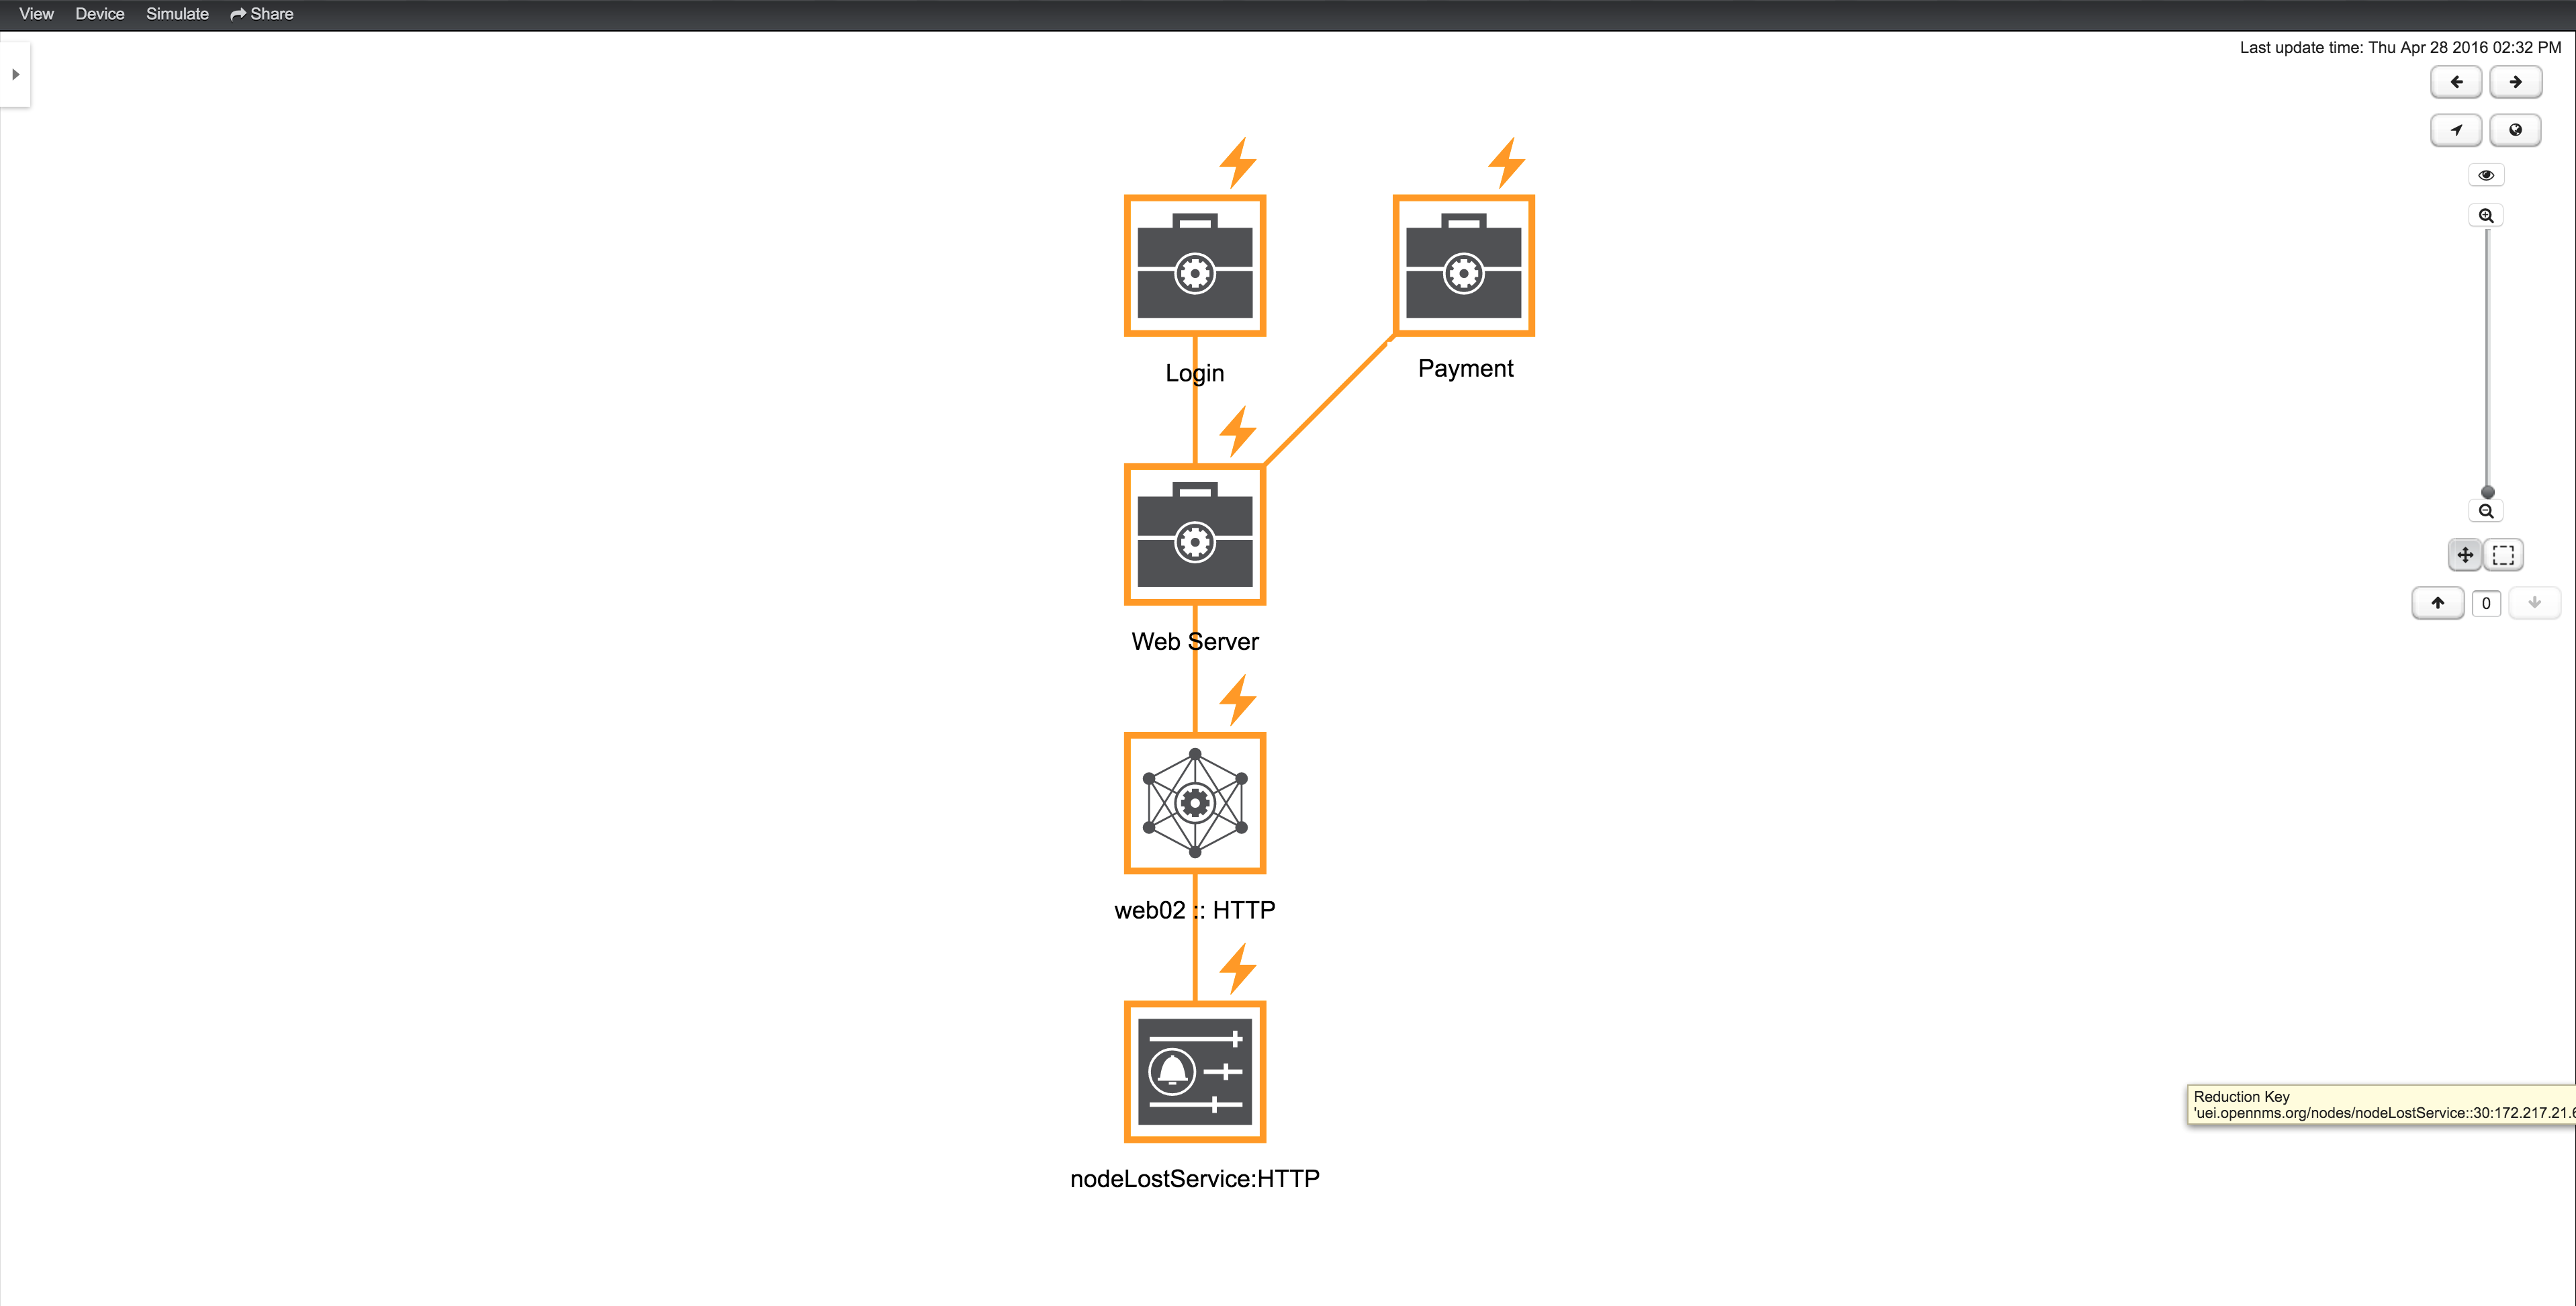 View Device Simulate Share
Last update time: Thu Apr 28 2016 02:32 PM
Login
Payment
Web Server
0
web02 :: HTTP
Reduction Key
'uei.opennms.org/nodes/nodeLostService::30:172.217.21.6
nodeLostService:HTTP